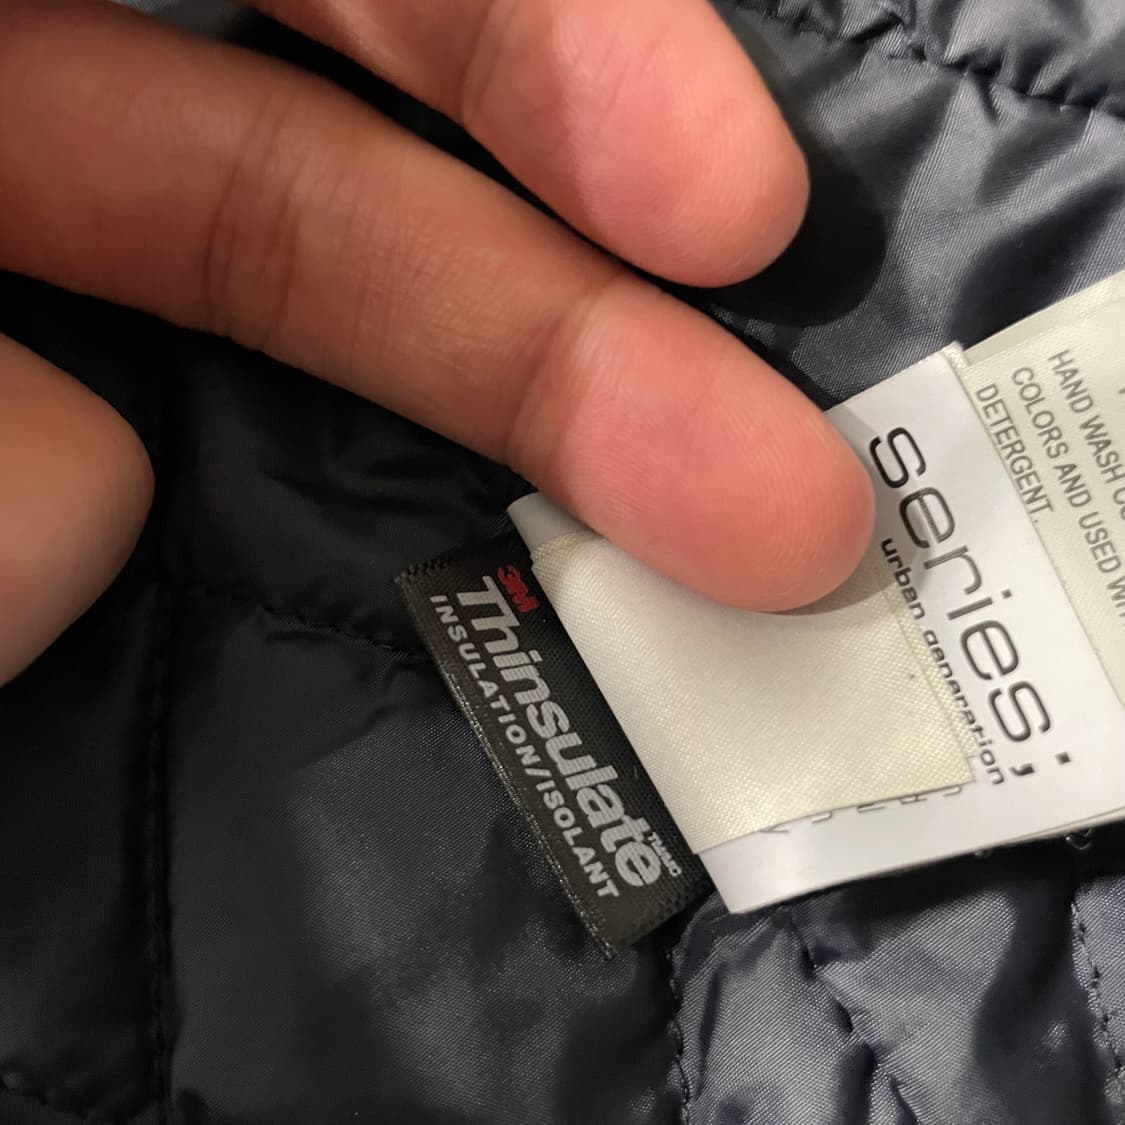 3M
Thinsulate
TM/MC
INSULATION/ISOLANT
series;
urban generation
HAND WASH
COLORS AND USED
DETERGENT.